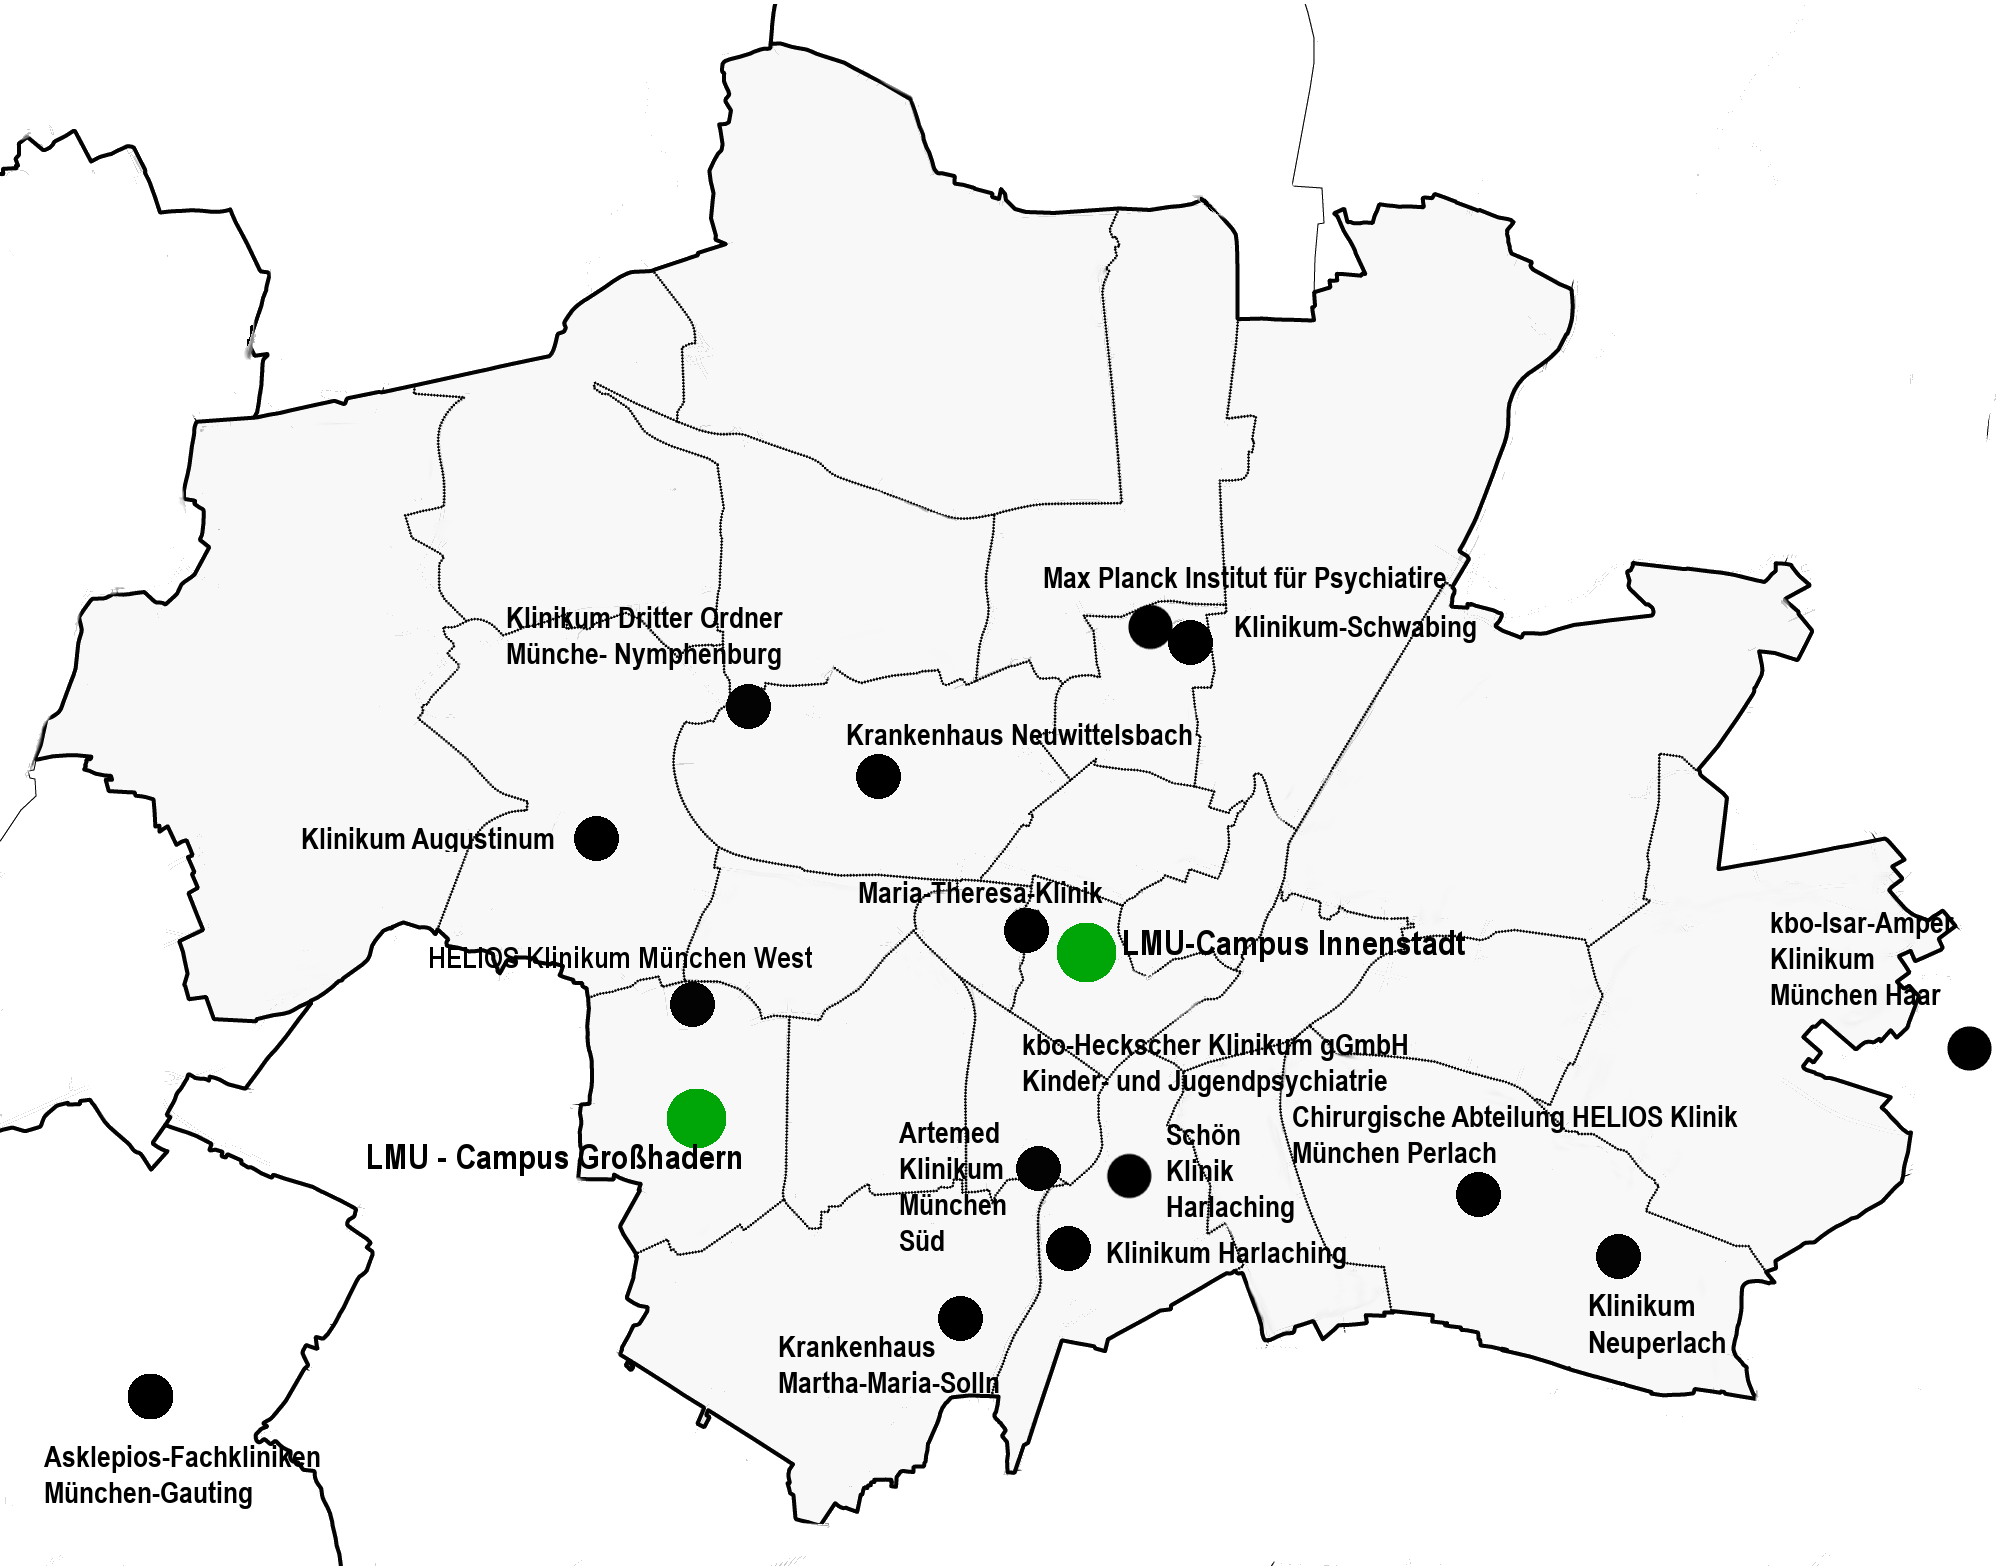 Max Planck Institut für Psychiatire
Klinikum Dritter Ordner
Münche- Nymphenburg
Klinikum-Schwabing
Krankenhaus Neuwittelsbach
Klinikum Augustinum
Maria-Theresa-Klinik
LMU-Campus Innenstadt
kbo-Isar-Amper
Klinikum
München Haar
HELIOS Klinikum München West
kbo-Heckscher Klinikum gGmbH
Kinder- und Jugendpsychiatrie
Chirurgische Abteilung HELIOS Klinik
München Perlach
LMU - Campus Großhadern
Artemed
Klinikum
München
Süd
Schön
Klinik
Harlaching
Klinikum Harlaching
Klinikum
Neuperlach
Krankenhaus
Martha-Maria-Solln
Asklepios-Fachkliniken
München-Gauting